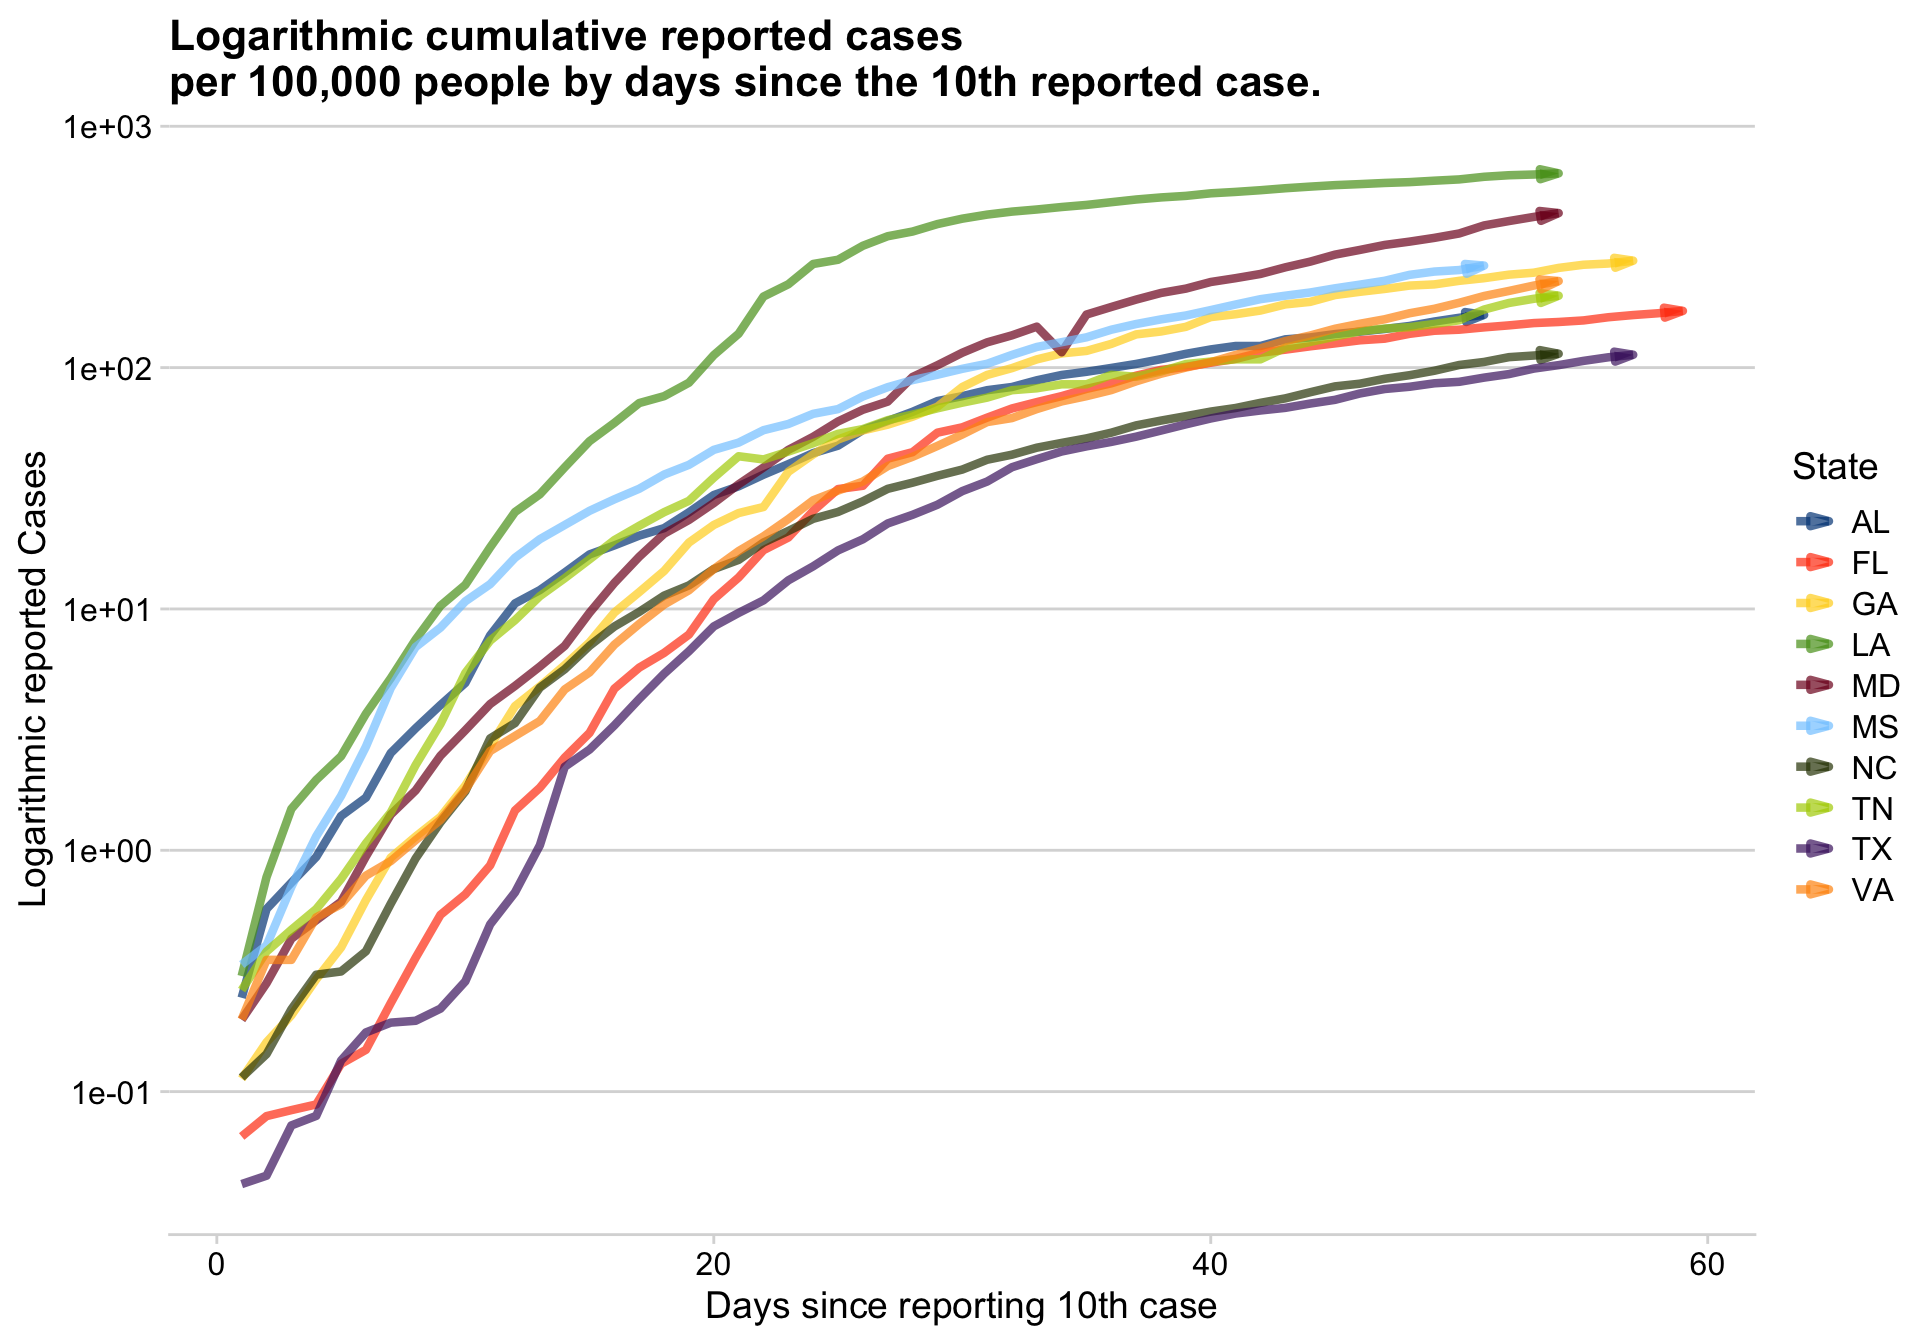 Logarithmic cumulative reported cases
per 100,000 people by days since the 10th reported case.
1e+03
1e+02
1e+01
1e+00
1e-01
Logarithmic reported Cases
0
20
40
60
Days since reporting 10th case
State
AL
FL
GA
LA
MD
MS
NC
TN
TX
VA